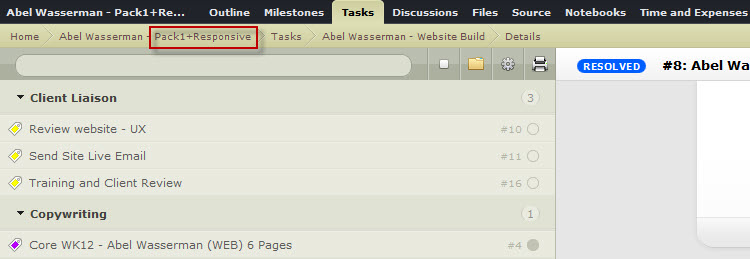 Abel Wasserman - Pack1+Re... Outline Milestones Tasks Discussions Files Source Notebooks Time and Expenses
Home Abel Wasserman - Pack1+Responsive Tasks Abel Wasserman - Website Build Details
RESOLVED #8: Abel Wa
Client Liaison 3
Review website - UX #10
Send Site Live Email #11
Training and Client Review #16
Copywriting 1
Core WK12 - Abel Wasserman (WEB) 6 Pages #4